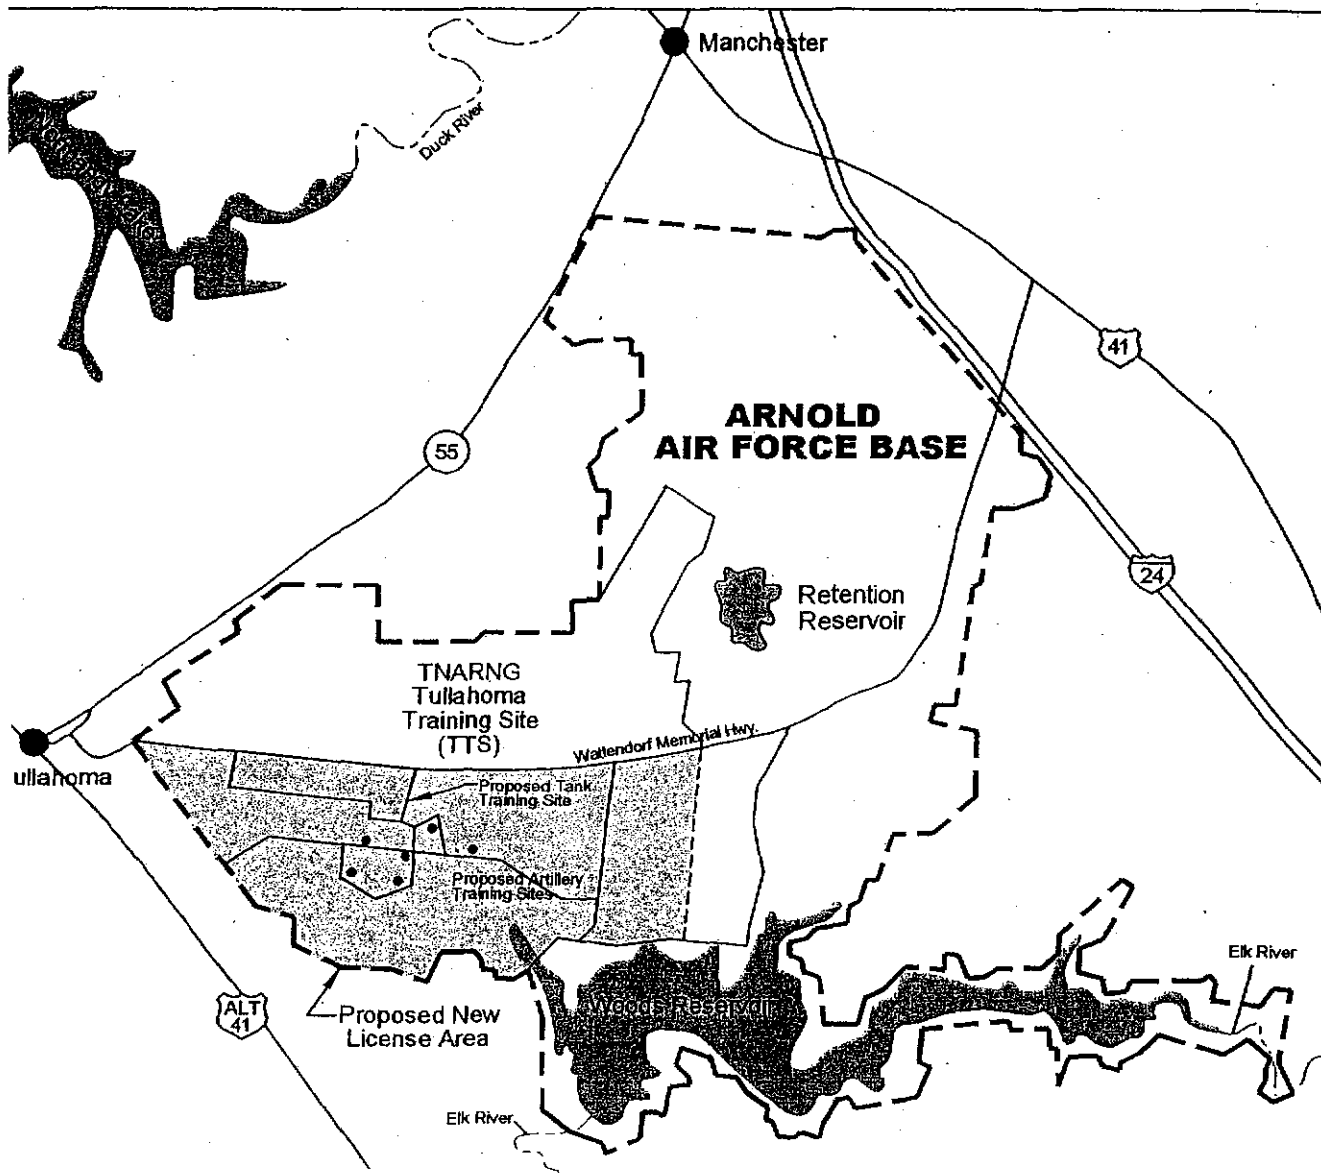 Manchester
Duck River
41
ARNOLD
AIR FORCE BASE
55
24
Retention
Reservoir
TNARNG
Tullahoma
Training Site
(TTS)
Wattendorf Memorial Hwy.
ullahoma
Proposed Tank
Training Site
Proposed Artillery
Training Sites
Elk River
Woods Reservoir
ALT
41
Proposed New
License Area
Elk River